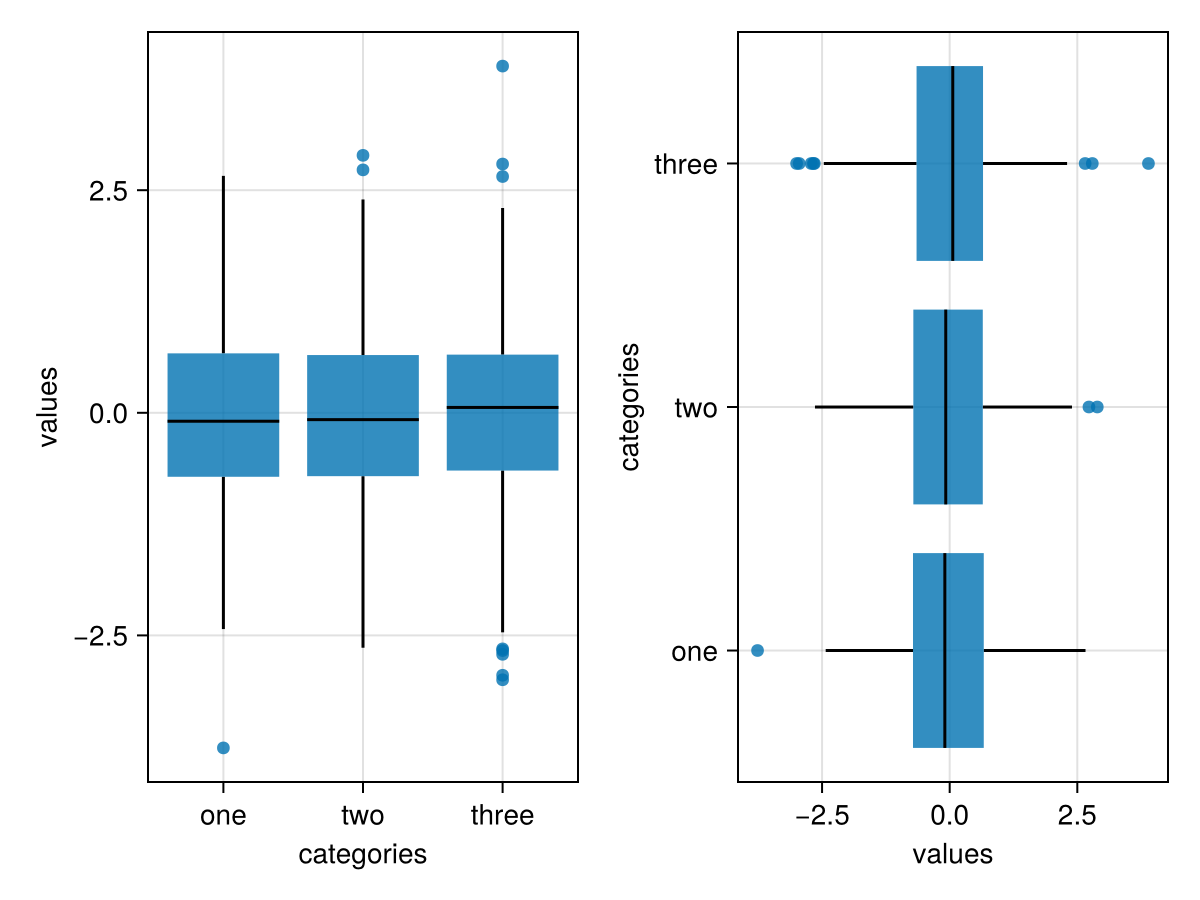 values
2.5
0.0
−2.5
one two three
categories
categories
three
two
one
−2.5 0.0 2.5
values